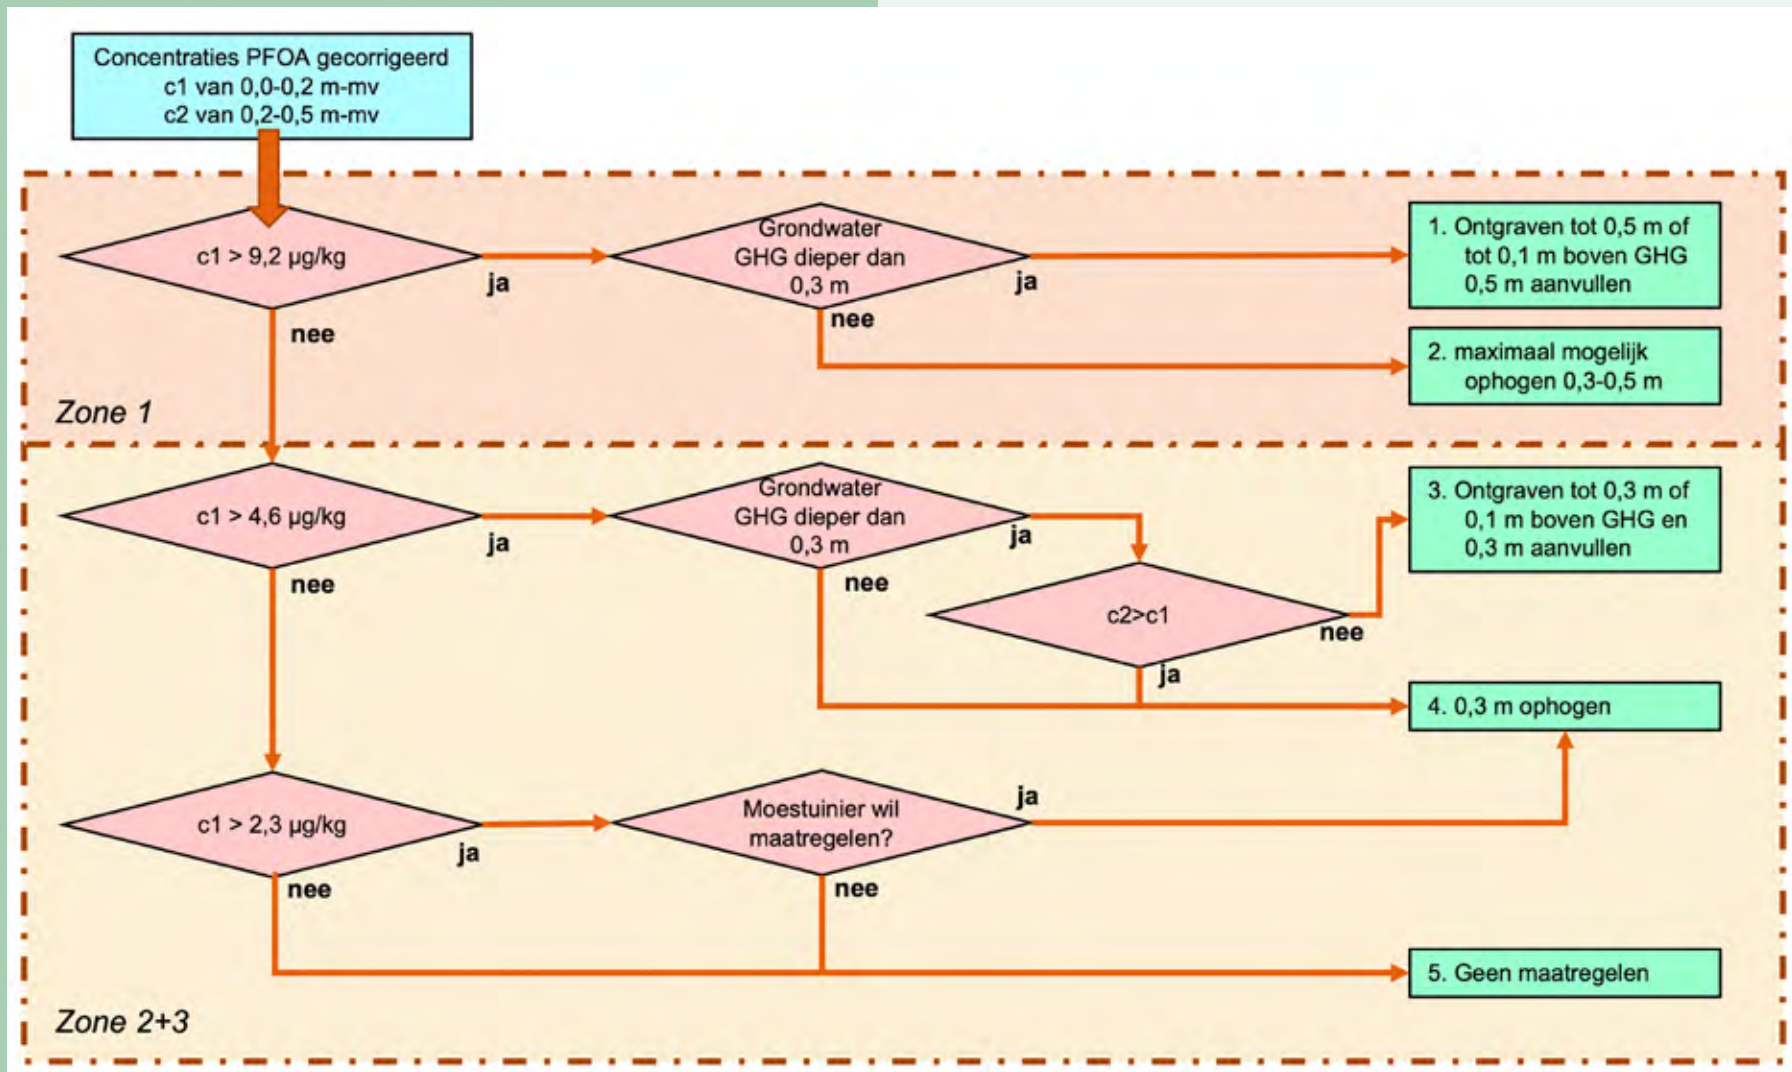 Concentraties PFOA gecorrigeerd
c1 van 0,0-0,2 m-mv
c2 van 0,2-0,5 m-mv
c1 > 9,2 µg/kg
ja
nee
Grondwater
GHG dieper dan
0,3 m
ja
nee
1. Ontgraven tot 0,5 m of
tot 0,1 m boven GHG
0,5 m aanvullen
2. maximaal mogelijk
ophogen 0,3-0,5 m
Zone 1
c1 > 4,6 µg/kg
ja
nee
Grondwater
GHG dieper dan
0,3 m
ja
nee
c2>c1
nee
ja
3. Ontgraven tot 0,3 m of
0,1 m boven GHG en
0,3 m aanvullen
4. 0,3 m ophogen
c1 > 2,3 µg/kg
ja
nee
Moestuinier wil
maatregelen?
ja
nee
5. Geen maatregelen
Zone 2+3